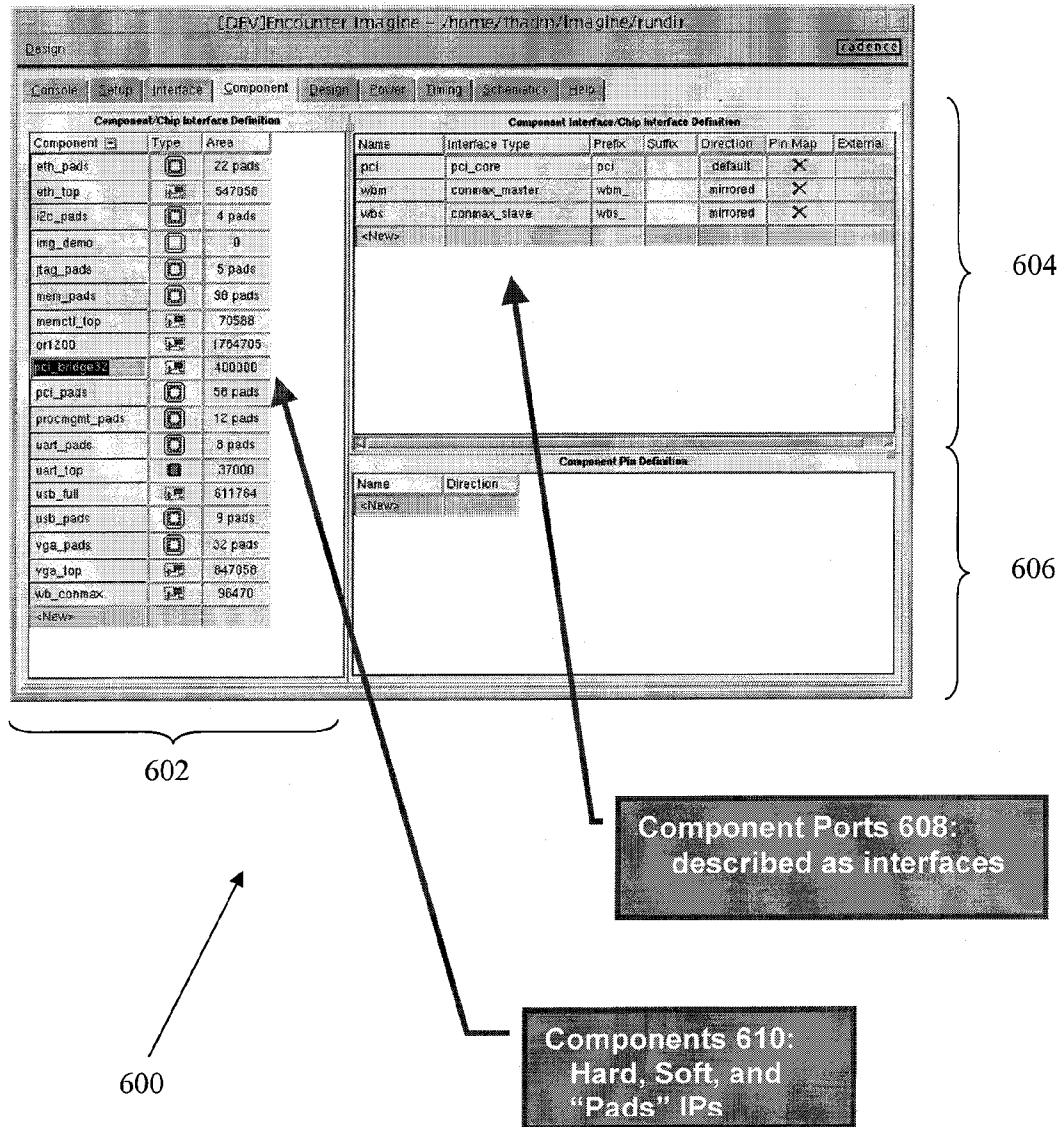 [DEV]Encounter Imagine - /home/thadm/imagine/rundir
Design cadence
Console Setup Interface Component Design Power Timing Schematics Help
Component/Chip Interface Definition
Component Type Area
eth_pads 22 pads
eth_top 547058
i2c_pads 4 pads
img_demo 0
jtag_pads 5 pads
mem_pads 98 pads
memctl_top 70588
or1200 1764705
pci_bridge32 400000
pci_pads 56 pads
procmgmt_pads 12 pads
uart_pads 8 pads
uart_top 37000
usb_full 611764
usb_pads 9 pads
vga_pads 32 pads
vga_top 847058
wb_conmax 96470
<New>
Component Interface/Chip Interface Definition
Name Interface Type Prefix Suffix Direction Pin Map External
pci pci_core pci default X
wbm conmax_master wbm_ mirrored X
wbs conmax_slave wbs_ mirrored X
<New>
604
Component Pin Definition
Name Direction
<New>
606
602
Component Ports 608:
described as interfaces
600
Components 610:
Hard, Soft, and
"Pads" IPs